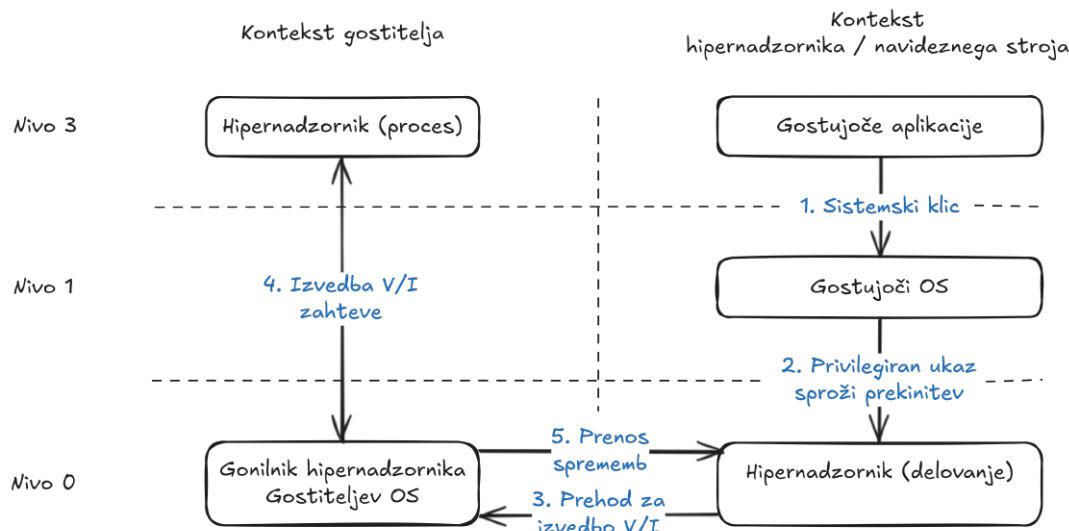 Kontekst gostitelja
Kontekst
hipernadzornika / navideznega stroja
Nivo 3
Hipernadzornik (proces)
Gostujoče aplikacije
1. Sistemski klic
Nivo 1
4. Izvedba V/I
zahteve
Gostujoči OS
2. Privilegiran ukaz
sproži prekinitev
Nivo 0
Gonilnik hipernadzornika
Gostiteljev OS
5. Prenos
sprememb
3. Prehod za
izvedbo V/I
Hipernadzornik (delovanje)